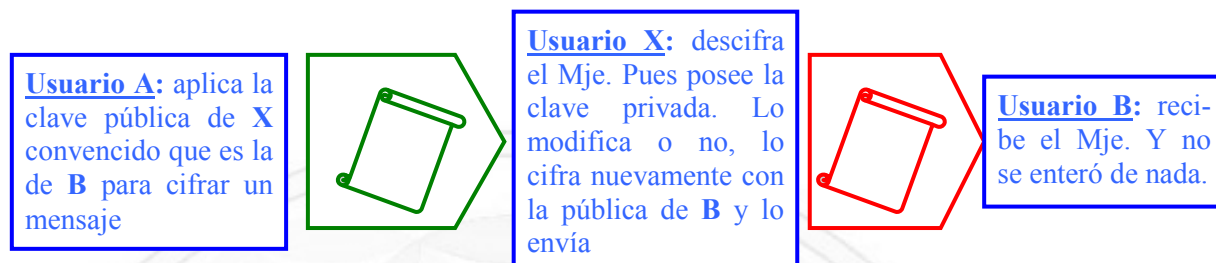 Usuario A: aplica la
clave pública de X
convencido que es la
de B para cifrar un
mensaje
Usuario X: descifra
el Mje. Pues posee la
clave privada. Lo
modifica o no, lo
cifra nuevamente con
la pública de B y lo
envía
Usuario B: reci-
be el Mje. Y no
se enteró de nada.